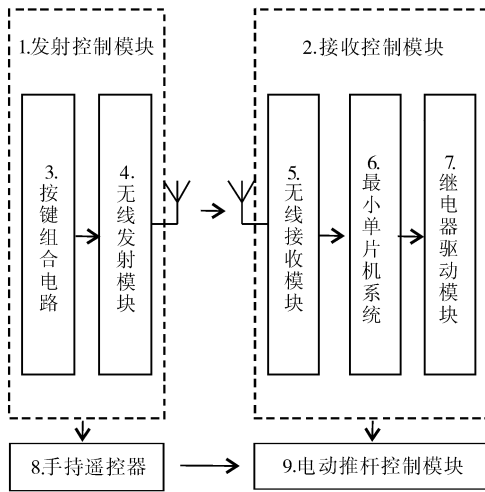 1.发射控制模块
2.接收控制模块
3.按键组合电路
4.无线发射模块
5.无线接收模块
6.最小单片机系统
7.继电器驱动模块
8.手持遥控器
9.电动推杆控制模块